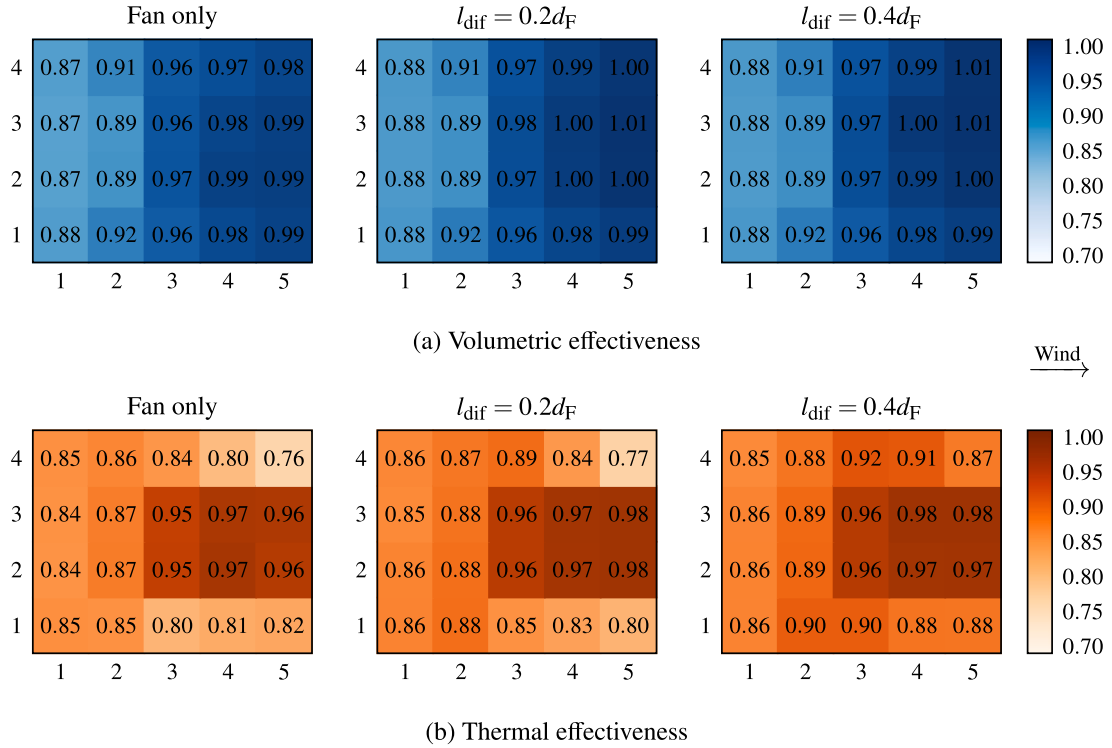 Fan only
l_dif = 0.2d_F
l_dif = 0.4d_F
4 0.87 0.91 0.96 0.97 0.98 0.88 0.91 0.97 0.99 1.00 0.88 0.91 0.97 0.99 1.01
3 0.87 0.89 0.96 0.98 0.99 0.88 0.89 0.98 1.00 1.01 0.88 0.89 0.97 1.00 1.01
2 0.87 0.89 0.97 0.99 0.99 0.88 0.89 0.97 1.00 1.00 0.88 0.89 0.97 0.99 1.00
1 0.88 0.92 0.96 0.98 0.99 0.88 0.92 0.96 0.98 0.99 0.88 0.92 0.96 0.98 0.99
1 2 3 4 5 1 2 3 4 5 1 2 3 4 5
1.00
0.95
0.90
0.85
0.80
0.75
0.70
(a) Volumetric effectiveness
Wind
Fan only
l_dif = 0.2d_F
l_dif = 0.4d_F
4 0.85 0.86 0.84 0.80 0.76 0.86 0.87 0.89 0.84 0.77 0.85 0.88 0.92 0.91 0.87
3 0.84 0.87 0.95 0.97 0.96 0.85 0.88 0.96 0.97 0.98 0.86 0.89 0.96 0.98 0.98
2 0.84 0.87 0.95 0.97 0.96 0.86 0.88 0.96 0.97 0.98 0.86 0.89 0.96 0.97 0.97
1 0.85 0.85 0.80 0.81 0.82 0.86 0.88 0.85 0.83 0.80 0.86 0.90 0.90 0.88 0.88
1 2 3 4 5 1 2 3 4 5 1 2 3 4 5
1.00
0.95
0.90
0.85
0.80
0.75
0.70
(b) Thermal effectiveness